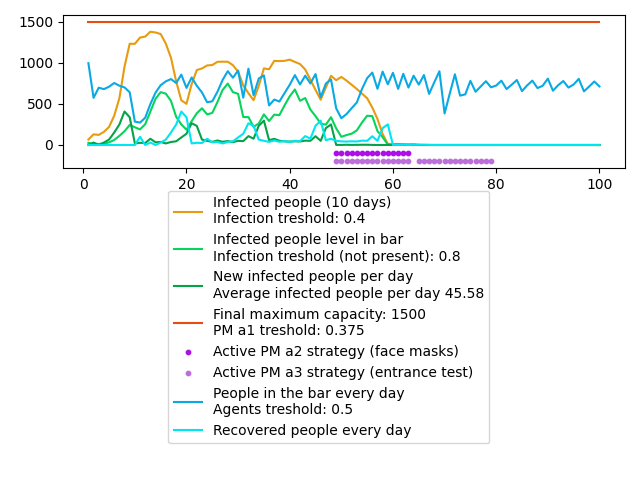 1500
1000
500
0
0
20
40
60
80
100
Infected people (10 days)
Infection treshold: 0.4
Infected people level in bar
Infection treshold (not present): 0.8
New infected people per day
Average infected people per day 45.58
Final maximum capacity: 1500
PM a1 treshold: 0.375
Active PM a2 strategy (face masks)
Active PM a3 strategy (entrance test)
People in the bar every day
Agents treshold: 0.5
Recovered people every day